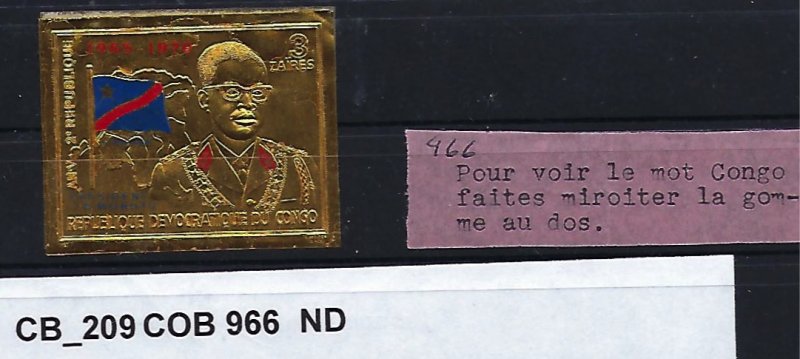 1965-1970
3
ZAIRES
REPUBLIQUE DEMOCRATIQUE DU CONGO
966
Pour voir le mot Congo
faites miroiter la gom-
me au dos.
CB_209 COB 966 ND